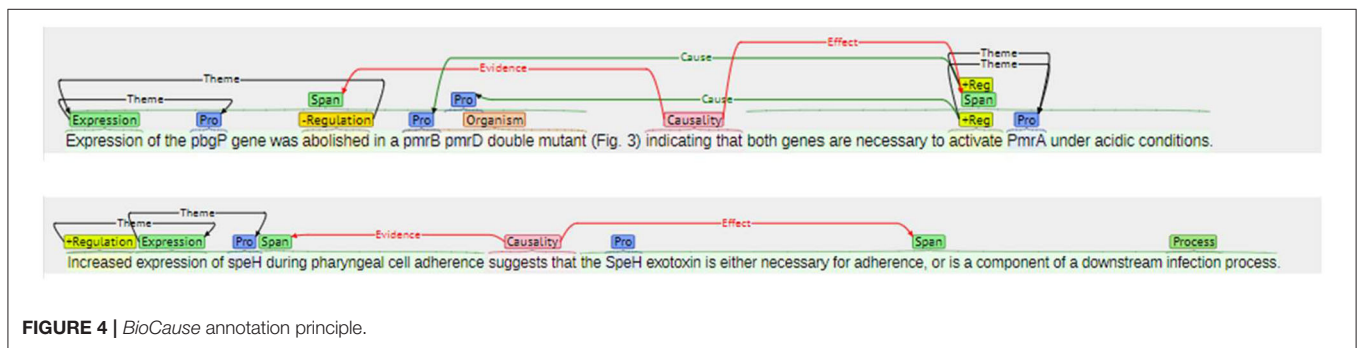 Effect
Cause
Theme
Theme
Evidence
Theme
+Reg
Theme
Span
Pro
Cause
Span
Expression
Pro
-Regulation
Pro
Organism
Causality
+Reg
Pro
Expression of the pbgP gene was abolished in a pmrB pmrD double mutant (Fig. 3) indicating that both genes are necessary to activate PmrA under acidic conditions.
Theme
Theme
Evidence
Effect
+Regulation
Expression
Pro
Span
Causality
Pro
Span
Process
Increased expression of speH during pharyngeal cell adherence suggests that the SpeH exotoxin is either necessary for adherence, or is a component of a downstream infection process.
FIGURE 4 | BioCause annotation principle.